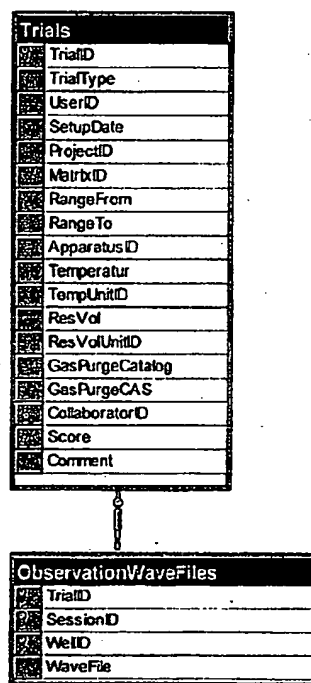 Trials
TrialID
TrialType
UserID
SetupDate
ProjectID
MatrixID
RangeFrom
RangeTo
ApparatusID
Temperatur
TempUnitID
ResVol
ResVolUnitID
GasPurgeCatalog
GasPurgeCAS
CollaboratorID
Score
Comment
ObservationWaveFiles
TrialID
SessionID
WellID
WaveFile